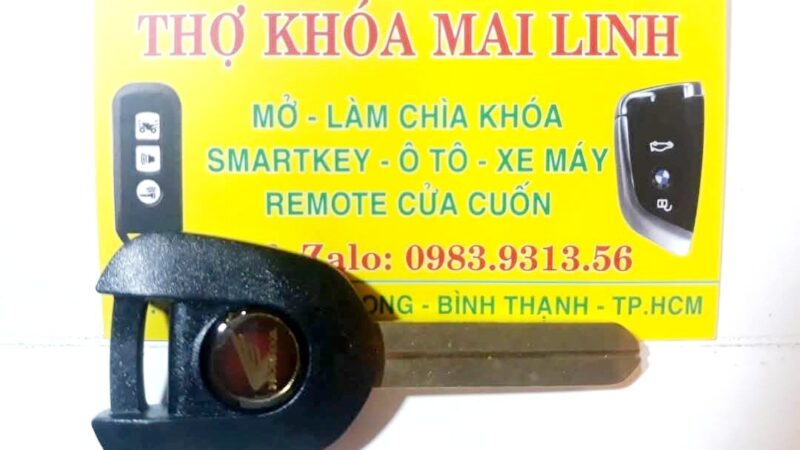 THỢ KHÓA MAI LINH
MỞ - LÀM CHÌA KHÓA
SMARTKEY - Ô TÔ - XE MÁY
REMOTE CỬA CUỐN
Zalo: 0983.9313.56
- BÌNH THẠNH - TP.HCM